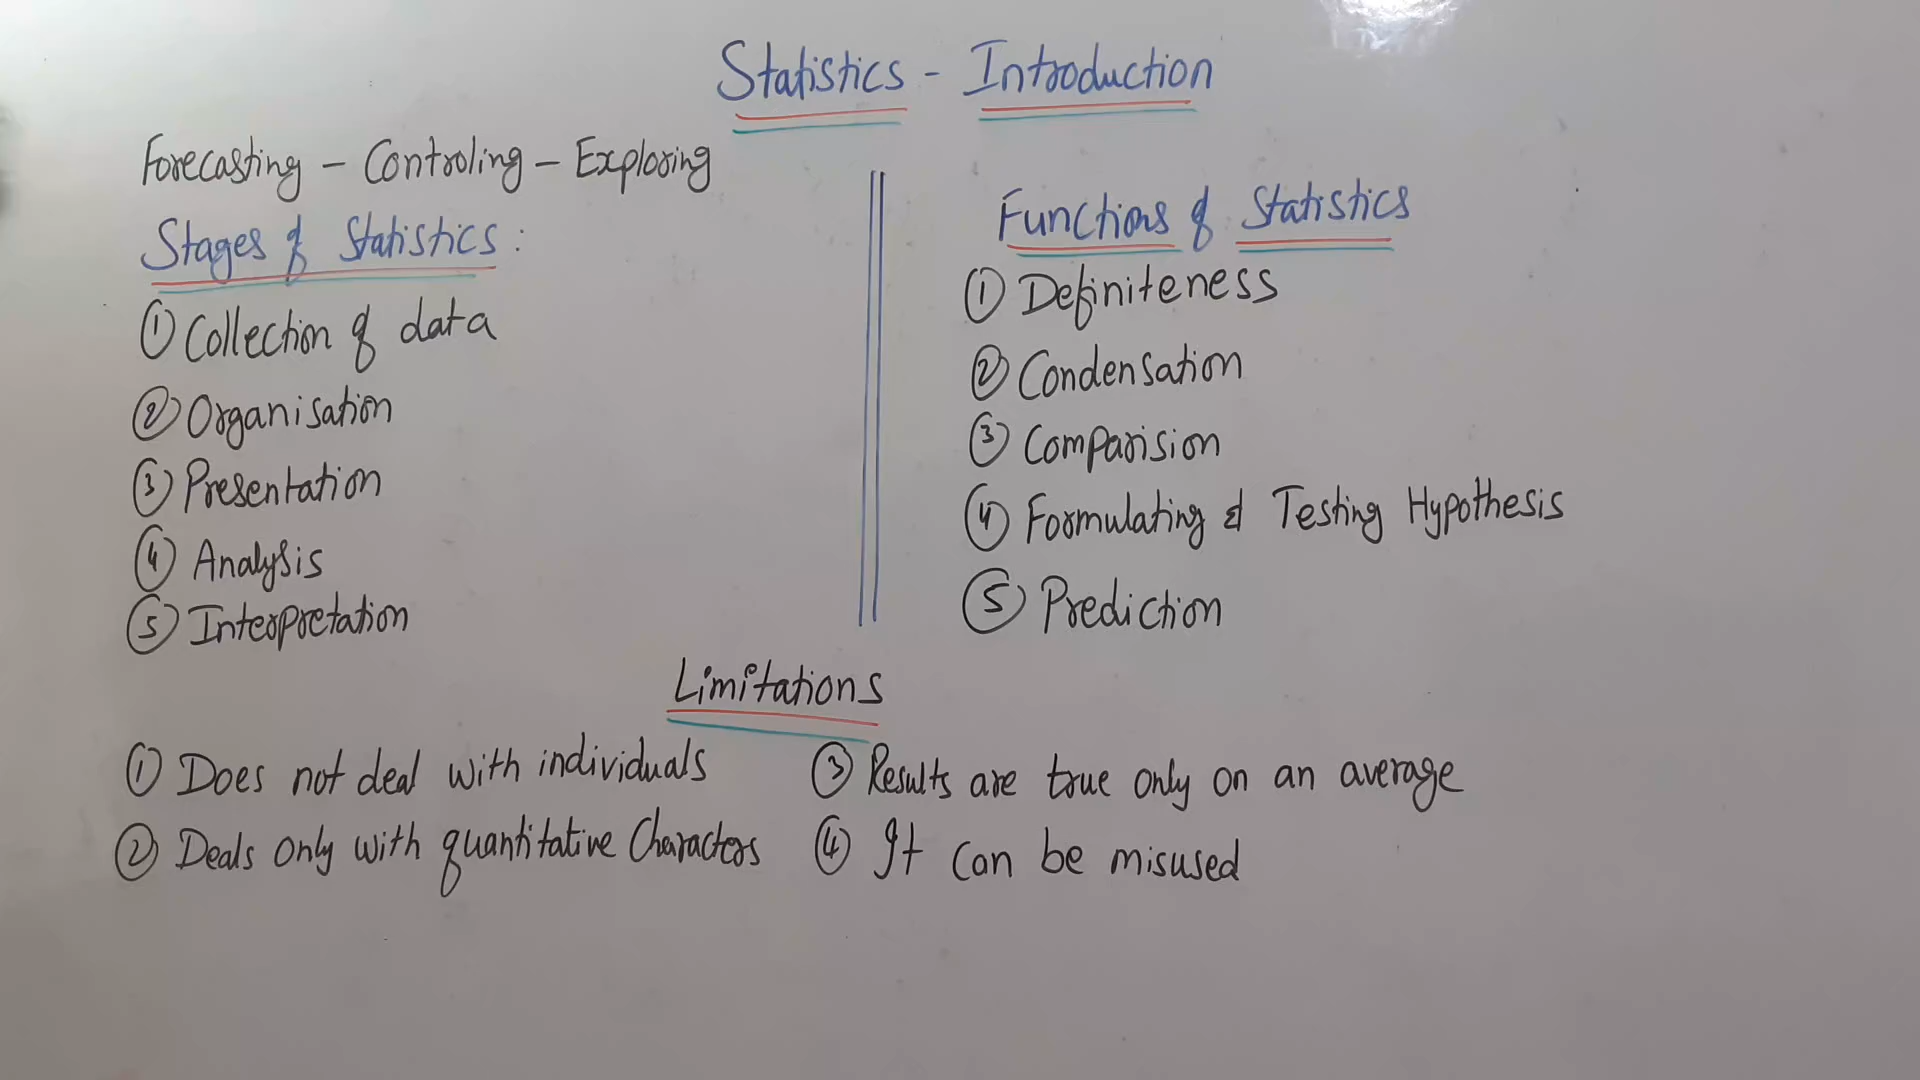 Statistics - Introduction
Forecasting - Controling - Exploring
Stages of Statistics :
① Collection of data
② Organisation
③ Presentation
④ Analysis
⑤ Interpretation
Functions of Statistics
① Definiteness
② Condensation
③ Comparision
④ Formulating & Testing Hypothesis
⑤ Prediction
Limitations
① Does not deal with individuals
② Deals only with quantitative Characters
③ Results are true only on an average
④ It can be misused